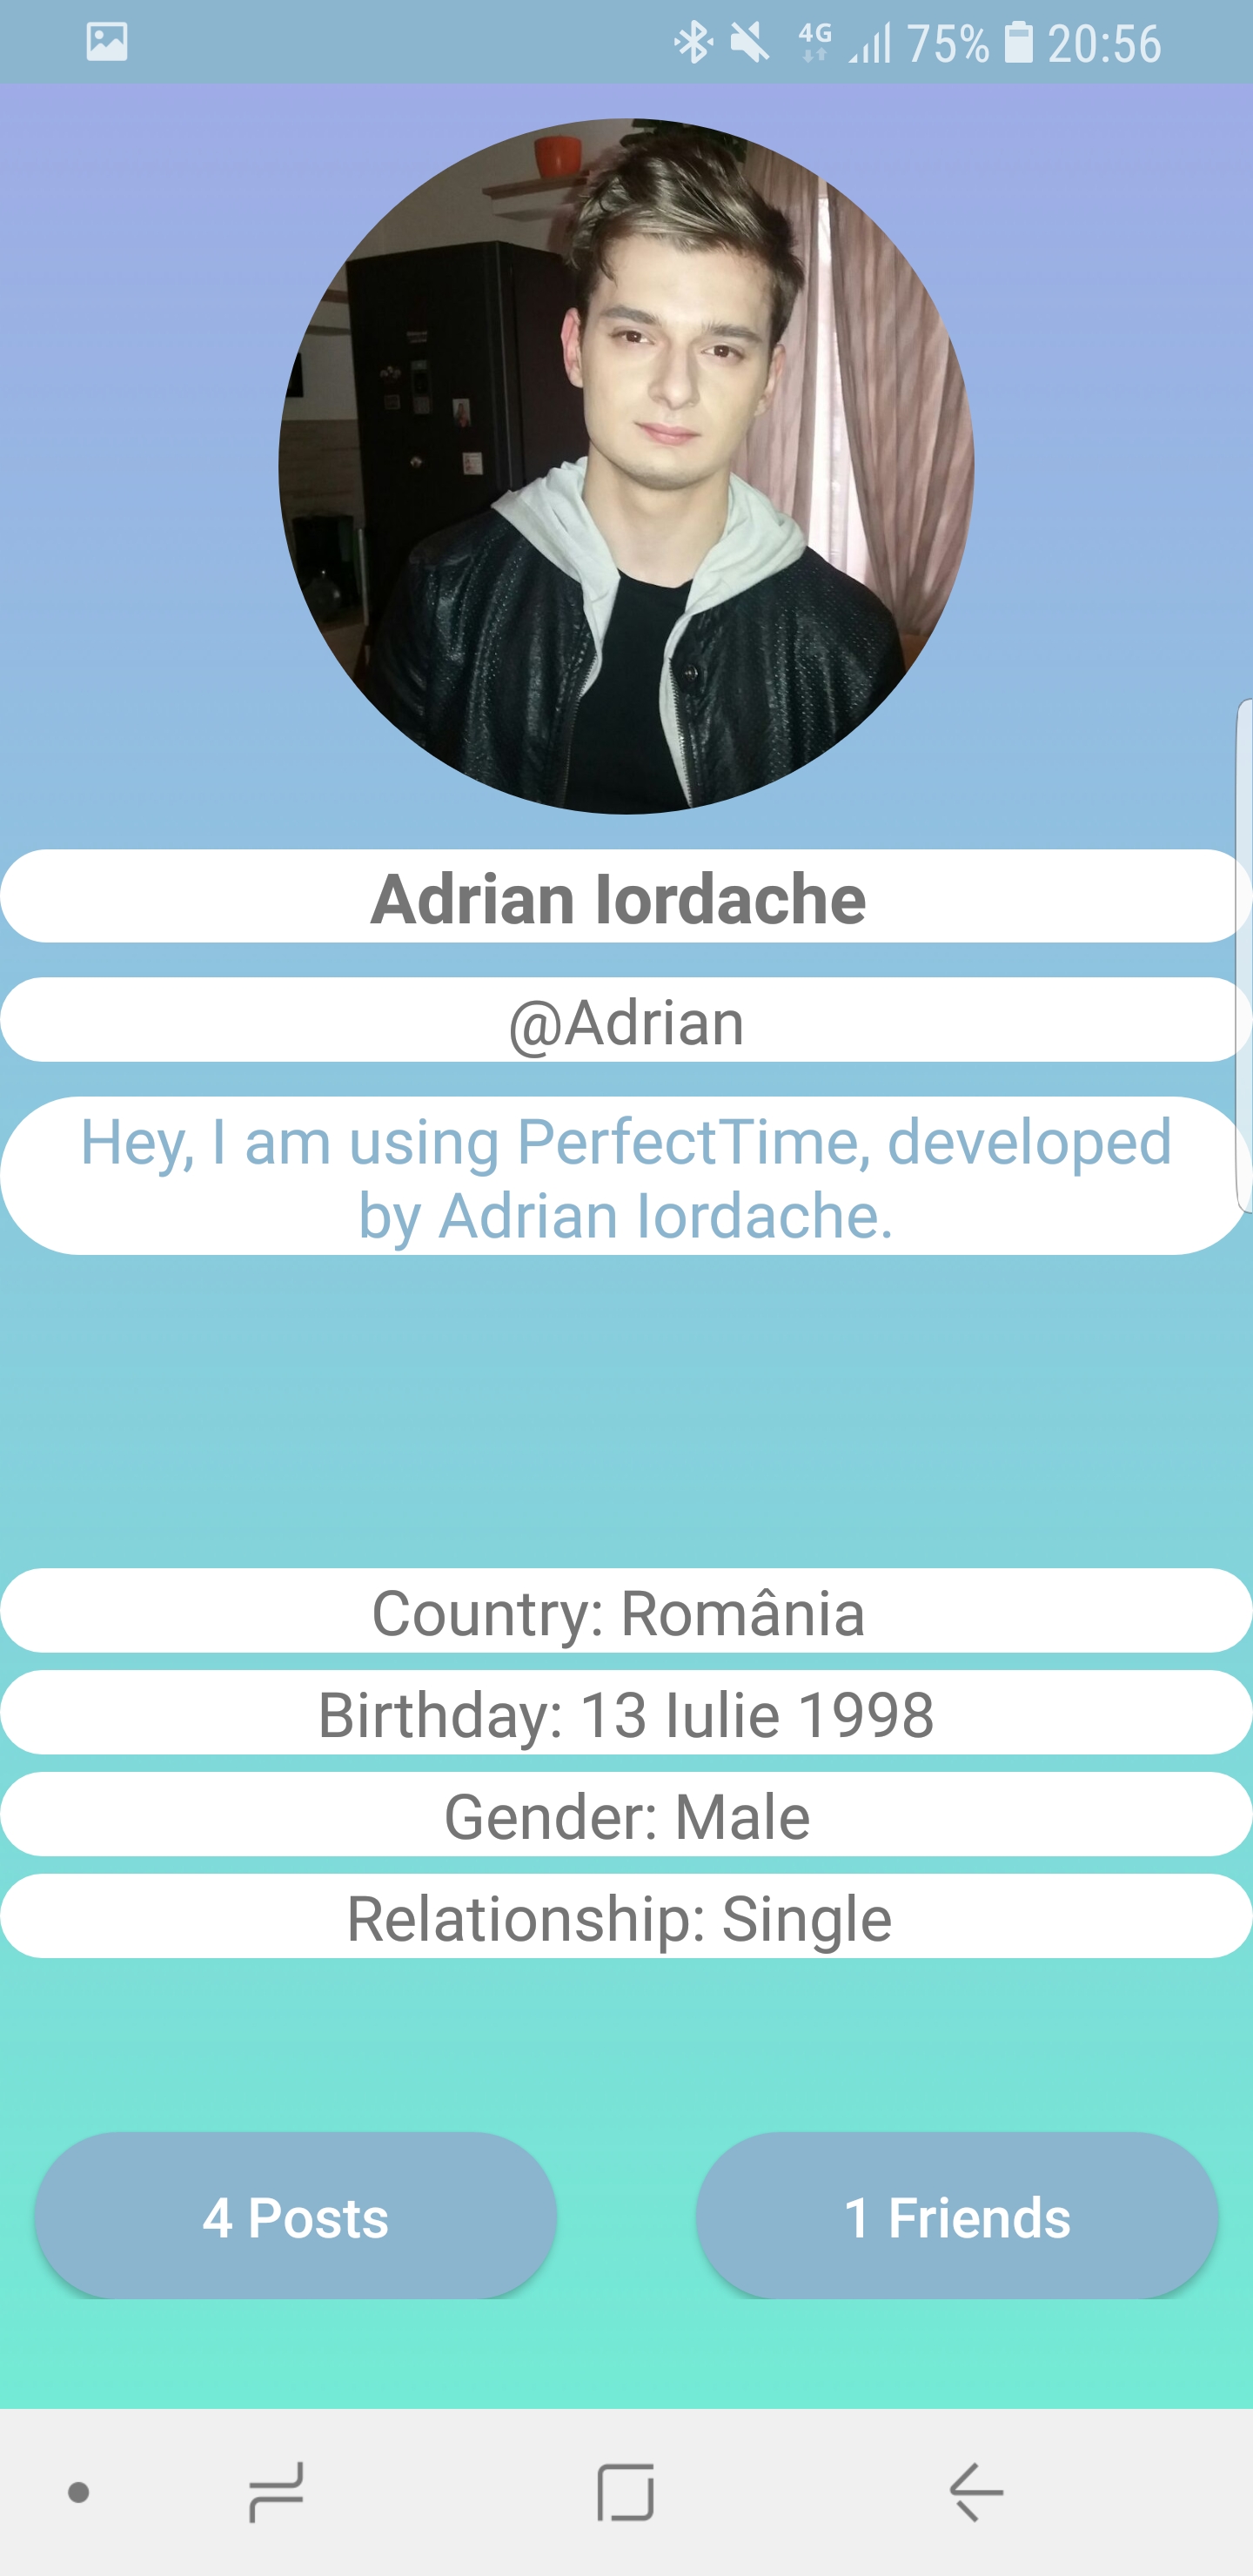 4G 75% 20:56
Adrian Iordache
@Adrian
Hey, I am using PerfectTime, developed
by Adrian Iordache.
Country: România
Birthday: 13 Iulie 1998
Gender: Male
Relationship: Single
4 Posts 1 Friends